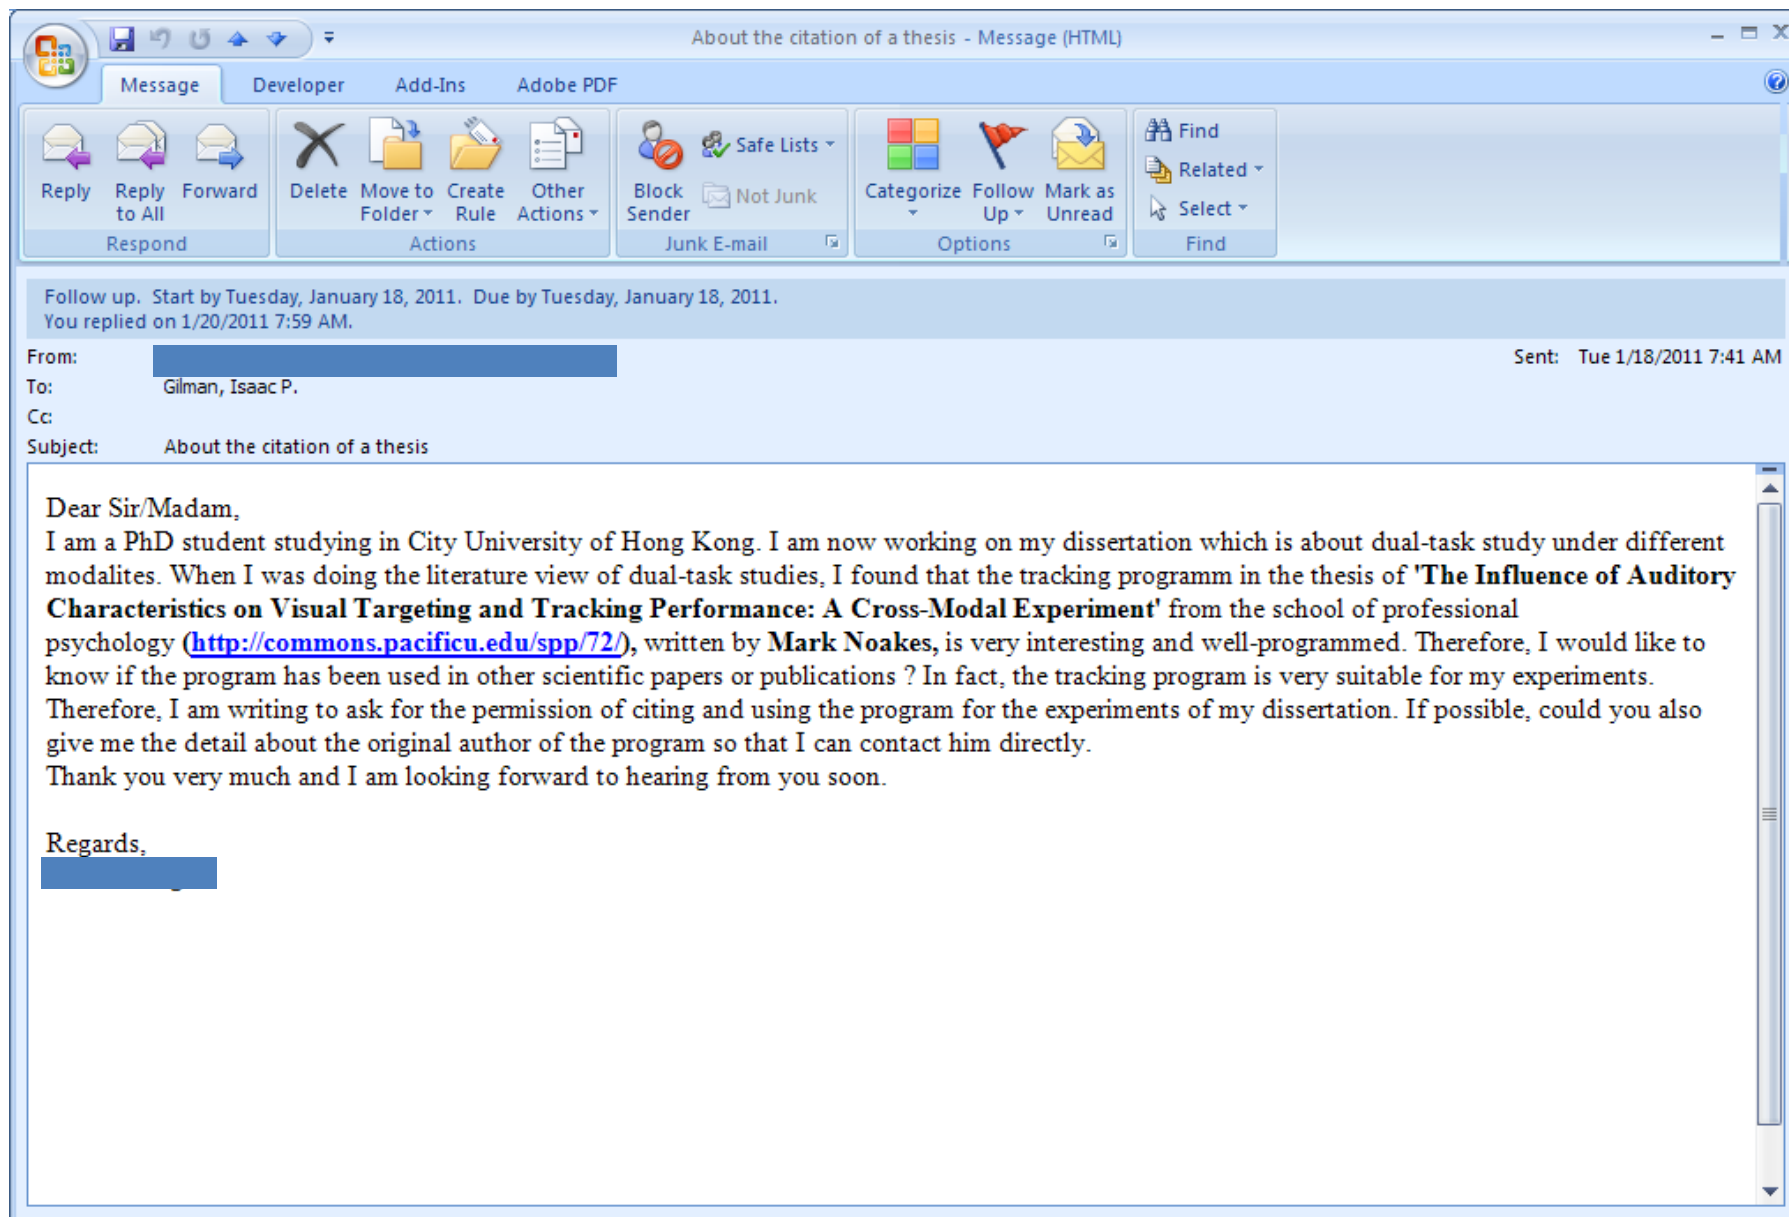 About the citation of a thesis - Message (HTML)
Message Developer Add-Ins Adobe PDF
Reply
Reply to All
Forward
Respond
Delete
Move to Folder
Create Rule
Other Actions
Actions
Block Sender
Safe Lists
Not Junk
Junk E-mail
Categorize
Follow Up
Mark as Unread
Options
Find
Related
Select
Find
Follow up. Start by Tuesday, January 18, 2011. Due by Tuesday, January 18, 2011.
You replied on 1/20/2011 7:59 AM.
From: Sent: Tue 1/18/2011 7:41 AM
To: Gilman, Isaac P.
Cc:
Subject: About the citation of a thesis
Dear Sir/Madam,
I am a PhD student studying in City University of Hong Kong. I am now working on my dissertation which is about dual-task study under different
modalites. When I was doing the literature view of dual-task studies, I found that the tracking programm in the thesis of 'The Influence of Auditory
Characteristics on Visual Targeting and Tracking Performance: A Cross-Modal Experiment' from the school of professional
psychology (http://commons.pacificu.edu/spp/72/), written by Mark Noakes, is very interesting and well-programmed. Therefore, I would like to
know if the program has been used in other scientific papers or publications ? In fact, the tracking program is very suitable for my experiments.
Therefore, I am writing to ask for the permission of citing and using the program for the experiments of my dissertation. If possible, could you also
give me the detail about the original author of the program so that I can contact him directly.
Thank you very much and I am looking forward to hearing from you soon.
Regards,